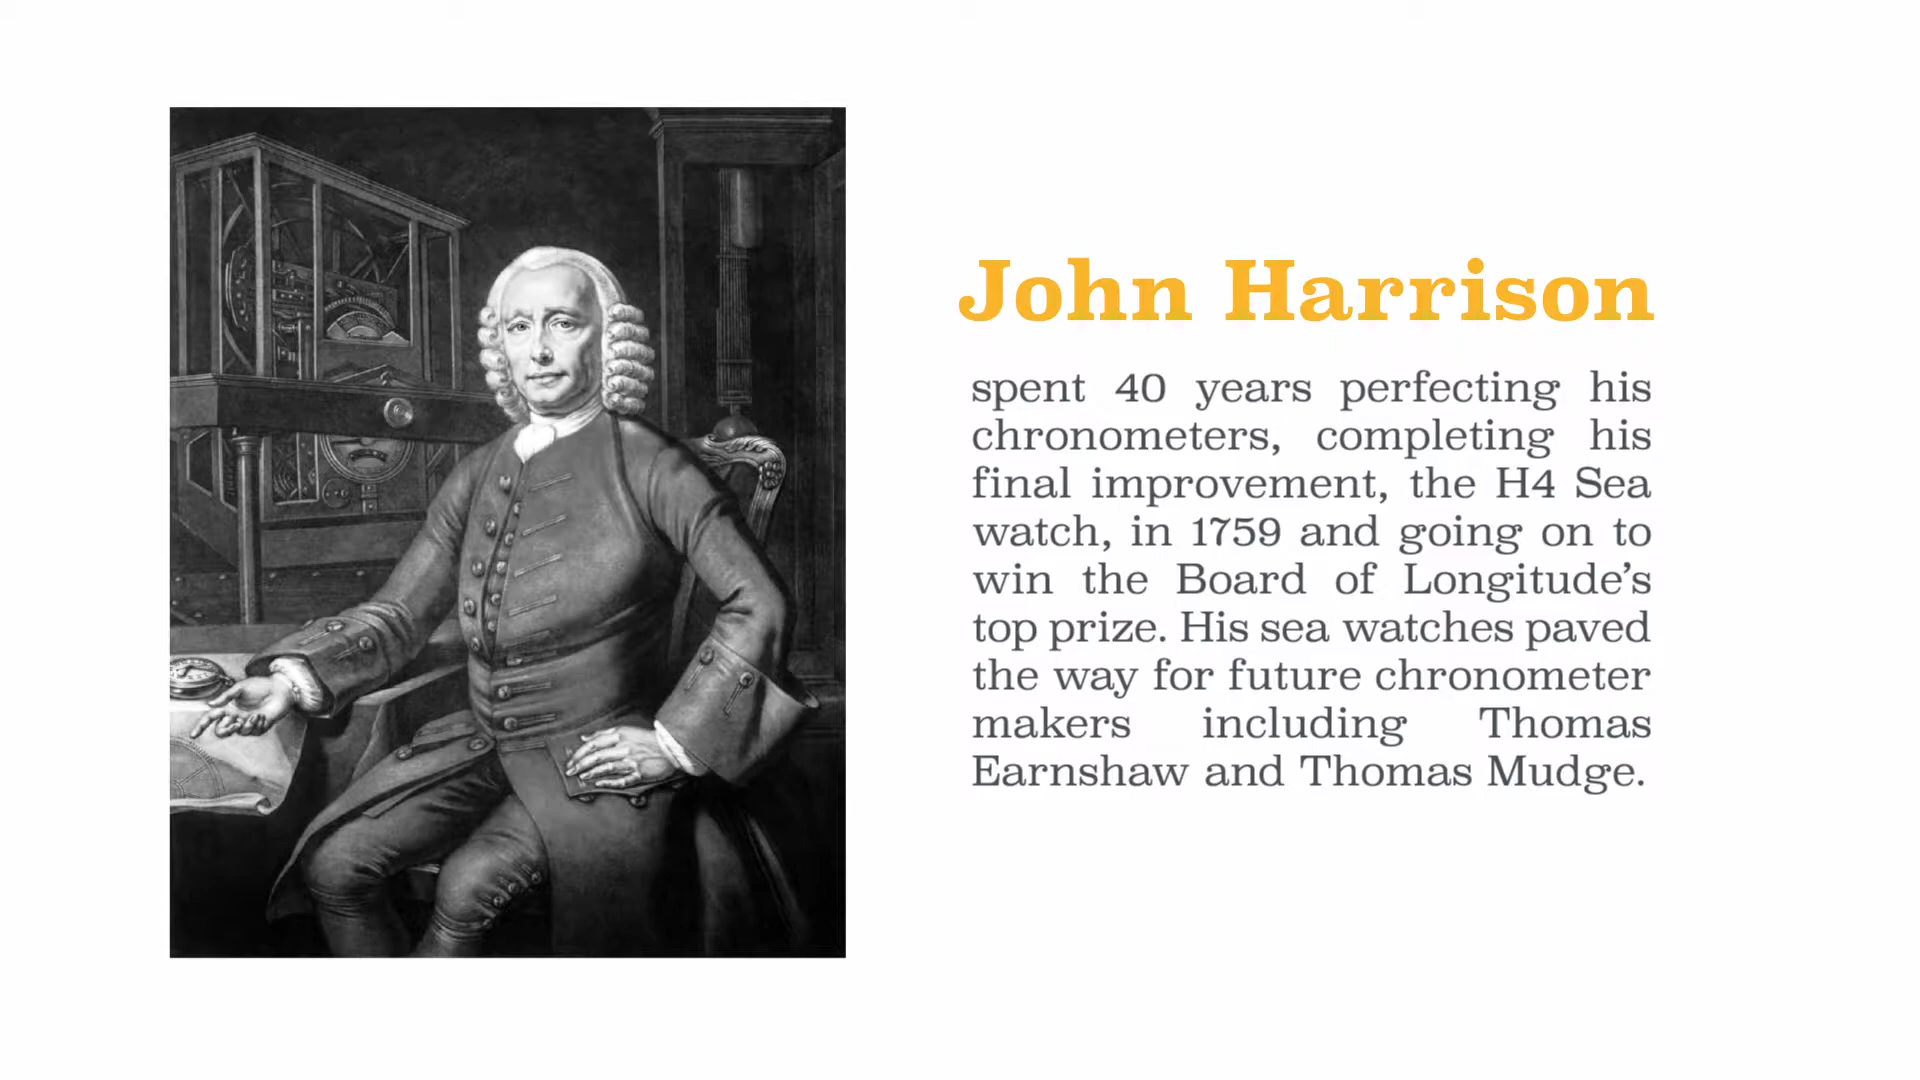 John Harrison
spent 40 years perfecting his
chronometers, completing his
final improvement, the H4 Sea
watch, in 1759 and going on to
win the Board of Longitude’s
top prize. His sea watches paved
the way for future chronometer
makers including Thomas
Earnshaw and Thomas Mudge.